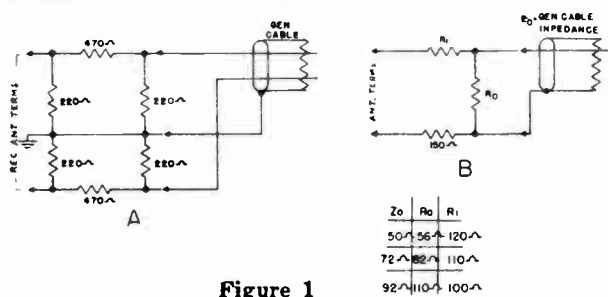 470Ω
GEN
CABLE
REC ANT. TERMS
220Ω
220Ω
220Ω
220Ω
470Ω
A
R₁
R₀
ANT. TERMS
150Ω
GEN CABLE
IMPEDANCE
B
Z₀ R₀ R₁
50Ω 56Ω 120Ω
72Ω 82Ω 110Ω
92Ω 110Ω 100Ω
Figure 1